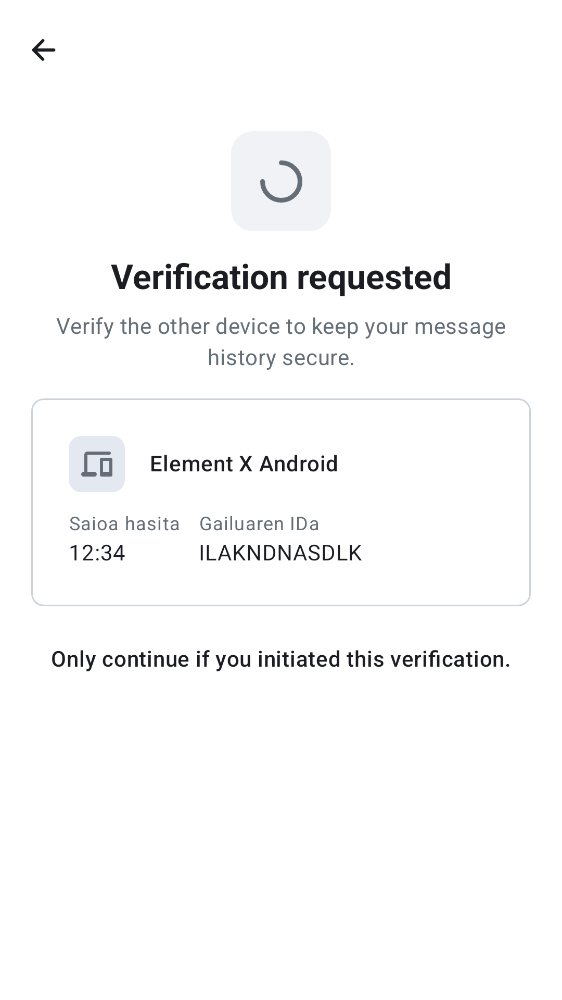 Verification requested
Verify the other device to keep your message
history secure.
Element X Android
Saioa hasita Gailuaren IDa
12:34 ILAKNDNASDLK
Only continue if you initiated this verification.